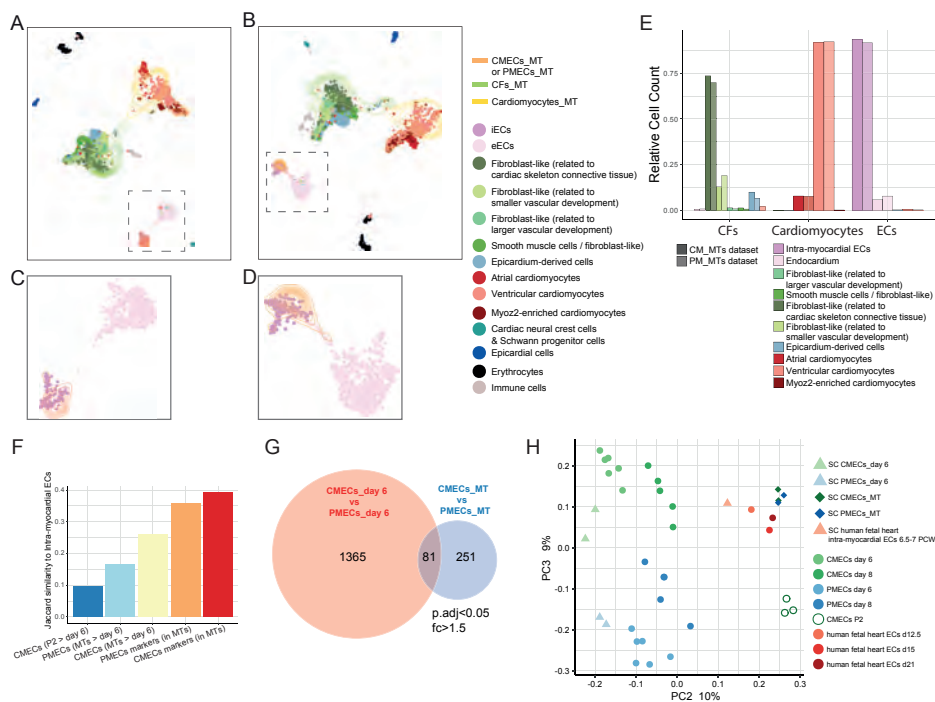 A
B
CMECs_MT
or PMECs_MT
CFs_MT
Cardiomyocytes_MT
iECs
eECs
Fibroblast-like (related to
cardiac skeleton connective tissue)
Fibroblast-like (related to
smaller vascular development)
Fibroblast-like (related to
larger vascular development)
Smooth muscle cells / fibroblast-like)
Epicardium-derived cells
Atrial cardiomyocytes
Ventricular cardiomyocytes
Myoz2-enriched cardiomyocytes
Cardiac neural crest cells
& Schwann progenitor cells
Epicardial cells
Erythrocytes
Immune cells
C
D
E
Relative Cell Count
0.75
0.50
0.25
0.00
CFs
Cardiomyocytes
ECs
CM_MTs dataset
PM_MTs dataset
Intra-myocardial ECs
Endocardium
Fibroblast-like (related to
larger vascular development)
Smooth muscle cells / fibroblast-like)
Fibroblast-like (related to
cardiac skeleton connective tissue)
Fibroblast-like (related to
smaller vascular development)
Epicardium-derived cells
Atrial cardiomyocytes
Ventricular cardiomyocytes
Myoz2-enriched cardiomyocytes
F
Jaccard similarity to Intra-myocardial ECs
0.4
0.3
0.2
0.1
0.0
CMECs (P2 > day 6)
PMECs (MTs > day 6)
CMECs (MTs > day 6)
PMECs markers (in MTs)
CMECs markers (in MTs)
G
CMECs_day 6
vs
PMECs_day 6
CMECs_MT
vs
PMECs_MT
1365
81
251
p.adj<0.05
fc>1.5
H
PC3 9%
0.2
0.1
0.0
-0.1
-0.2
-0.3
-0.2
-0.1
0.0
0.1
0.2
0.3
PC2 10%
SC CMECs_day 6
SC PMECs_day 6
SC CMECs_MT
SC PMECs_MT
SC human fetal heart
intra-myocardial ECs 6.5-7 PCW
CMECs day 6
CMECs day 8
PMECs day 6
PMECs day 8
CMECs P2
human fetal heart ECs d12.5
human fetal heart ECs d15
human fetal heart ECs d21